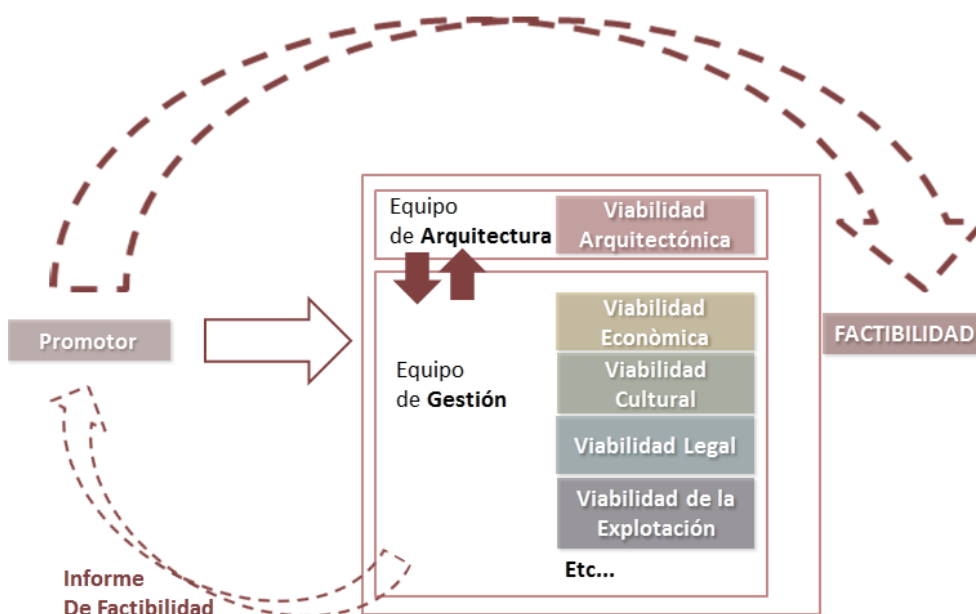 Equipo
de Arquitectura
Viabilidad
Arquitectónica
Promotor
Equipo
de Gestión
Viabilidad
Econòmica
Viabilidad
Cultural
Viabilidad Legal
Viabilidad de la
Explotación
Etc...
FACTIBILIDAD
Informe
De Factibilidad